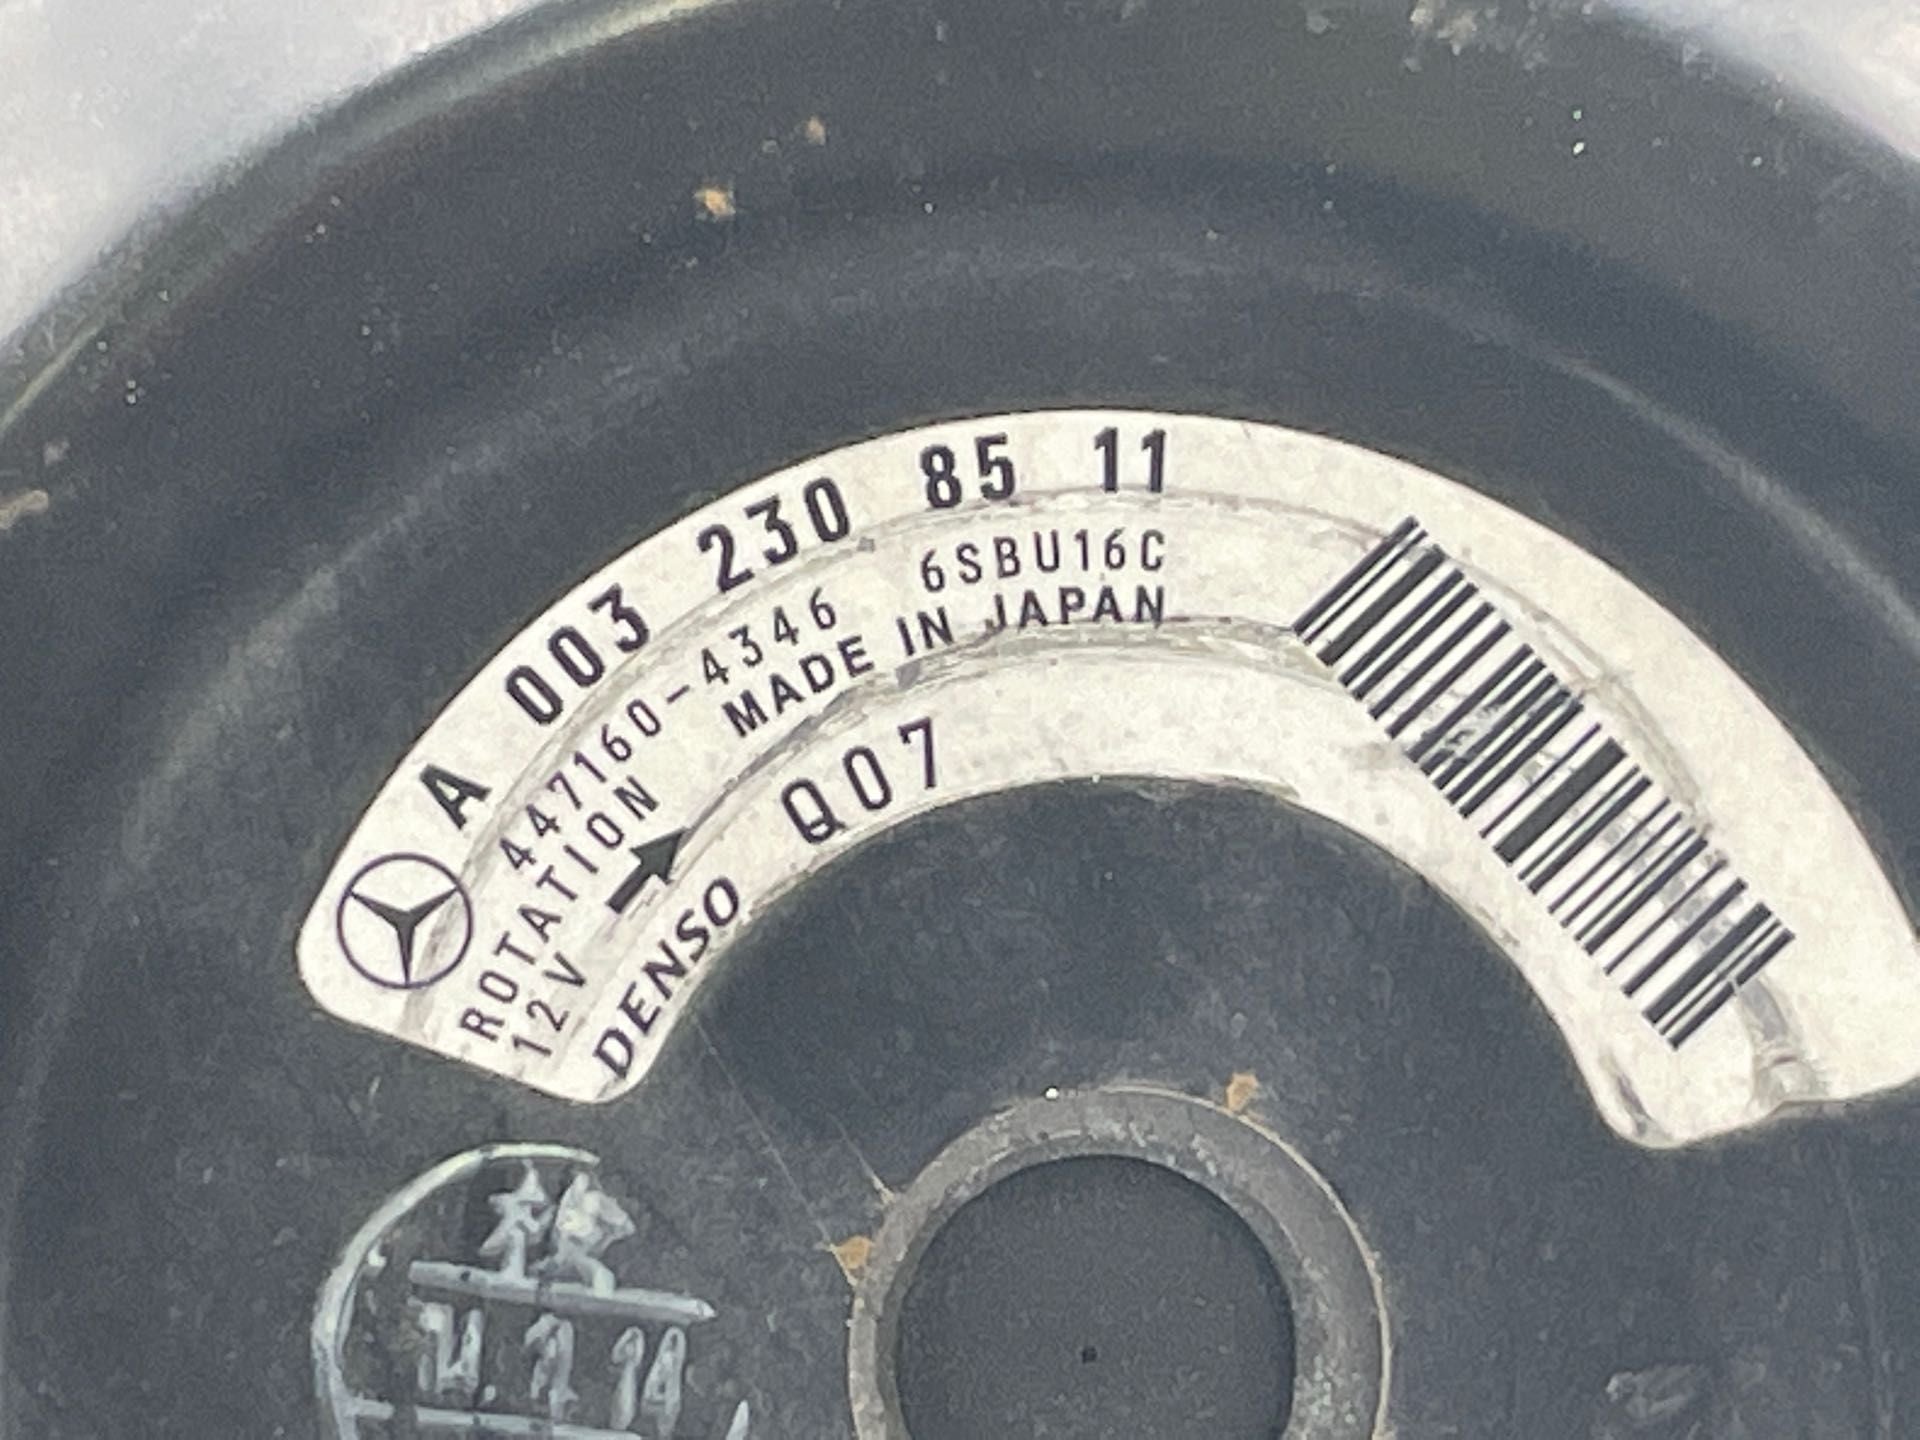 A 003 230 85 11
447160-4346 6SBU16C
ROTATION MADE IN JAPAN
12V
DENSO Q07